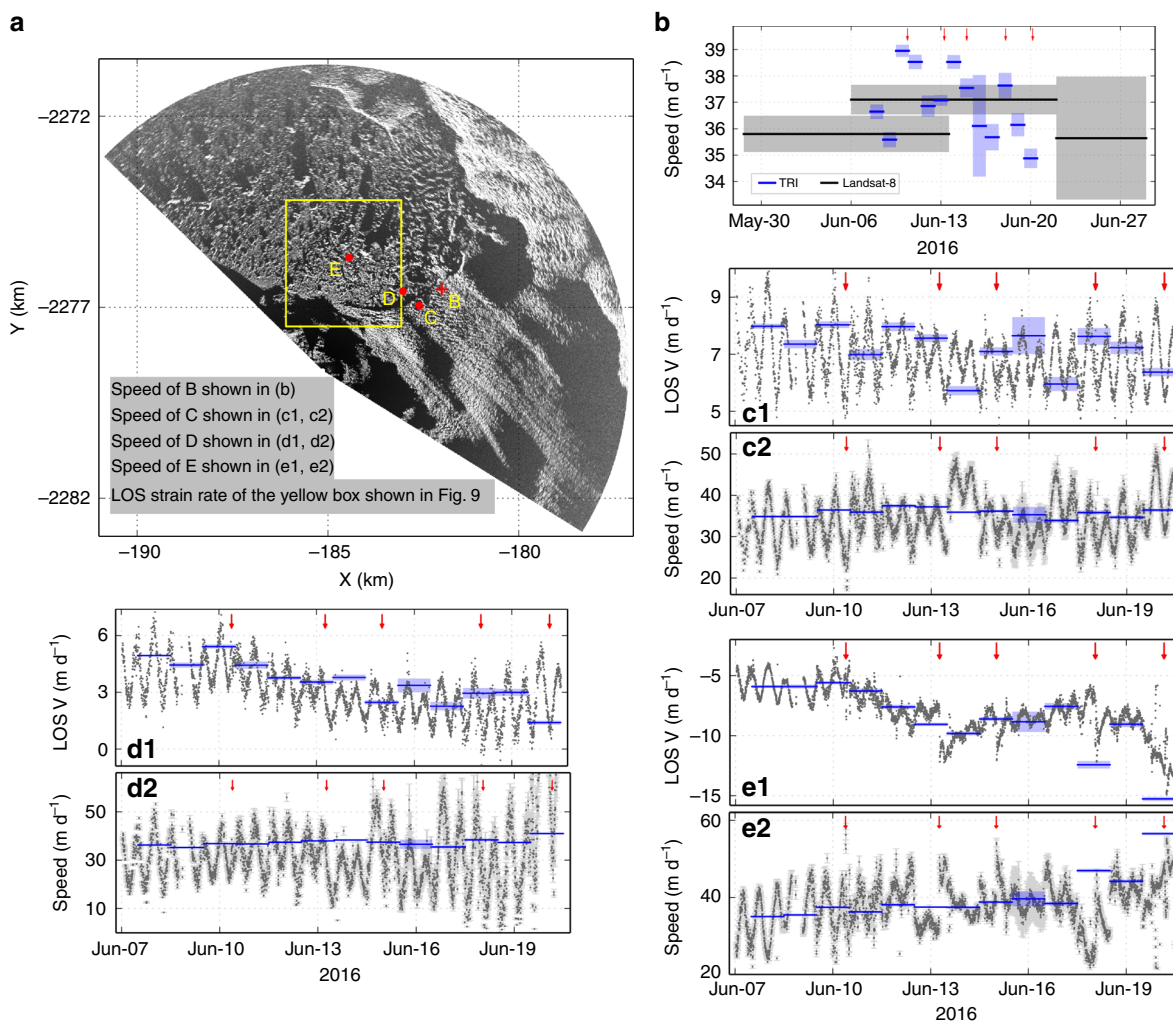 a
Y (km)
−2272
−2277
−2282
−190
−185
−180
X (km)
E
D
C
B
Speed of B shown in (b)
Speed of C shown in (c1, c2)
Speed of D shown in (d1, d2)
Speed of E shown in (e1, e2)
LOS strain rate of the yellow box shown in Fig. 9
b
Speed (m d⁻¹)
39
38
37
36
35
34
TRI
Landsat-8
May-30
Jun-06
Jun-13
Jun-20
Jun-27
2016
LOS V (m d⁻¹)
9
7
5
c1
c2
Speed (m d⁻¹)
50
40
30
20
Jun-07
Jun-10
Jun-13
Jun-16
Jun-19
LOS V (m d⁻¹)
6
3
0
d1
d2
Speed (m d⁻¹)
50
30
10
Jun-07
Jun-10
Jun-13
Jun-16
Jun-19
2016
LOS V (m d⁻¹)
−5
−10
−15
e1
e2
Speed (m d⁻¹)
60
40
20
Jun-07
Jun-10
Jun-13
Jun-16
Jun-19
2016